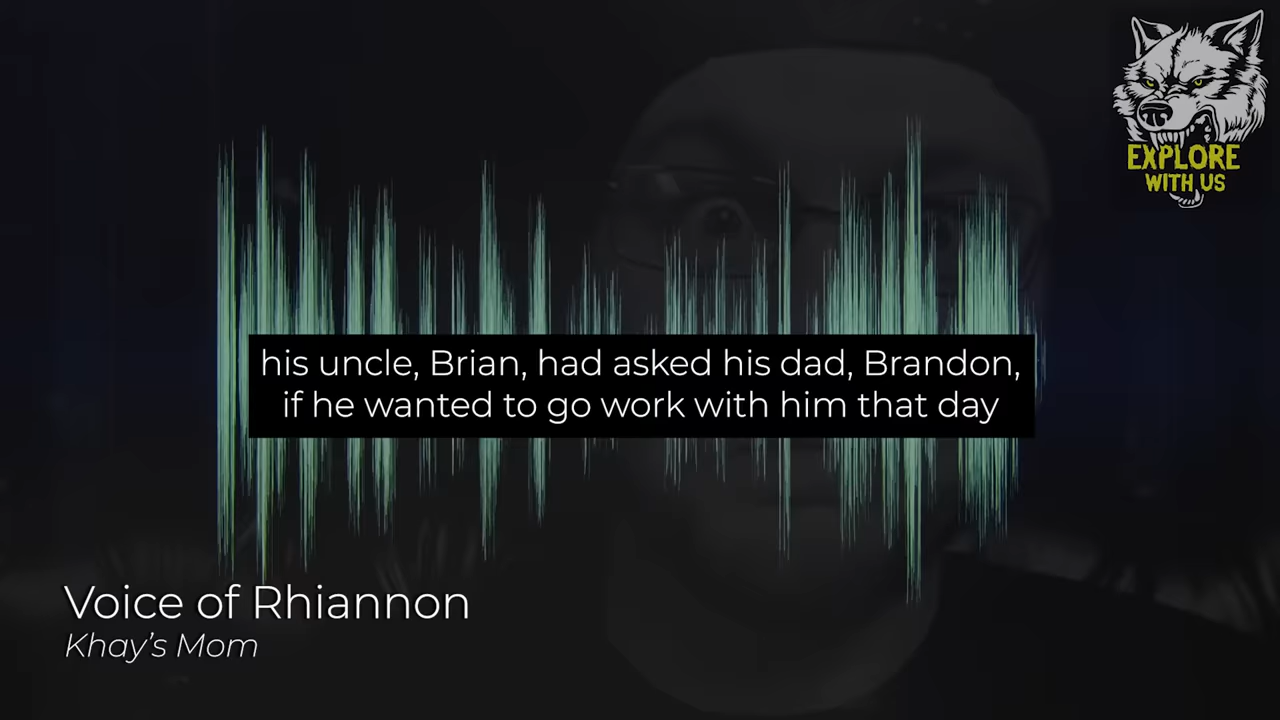 EXPLORE
WITH US
his uncle, Brian, had asked his dad, Brandon,
if he wanted to go work with him that day
Voice of Rhiannon
Khay's Mom